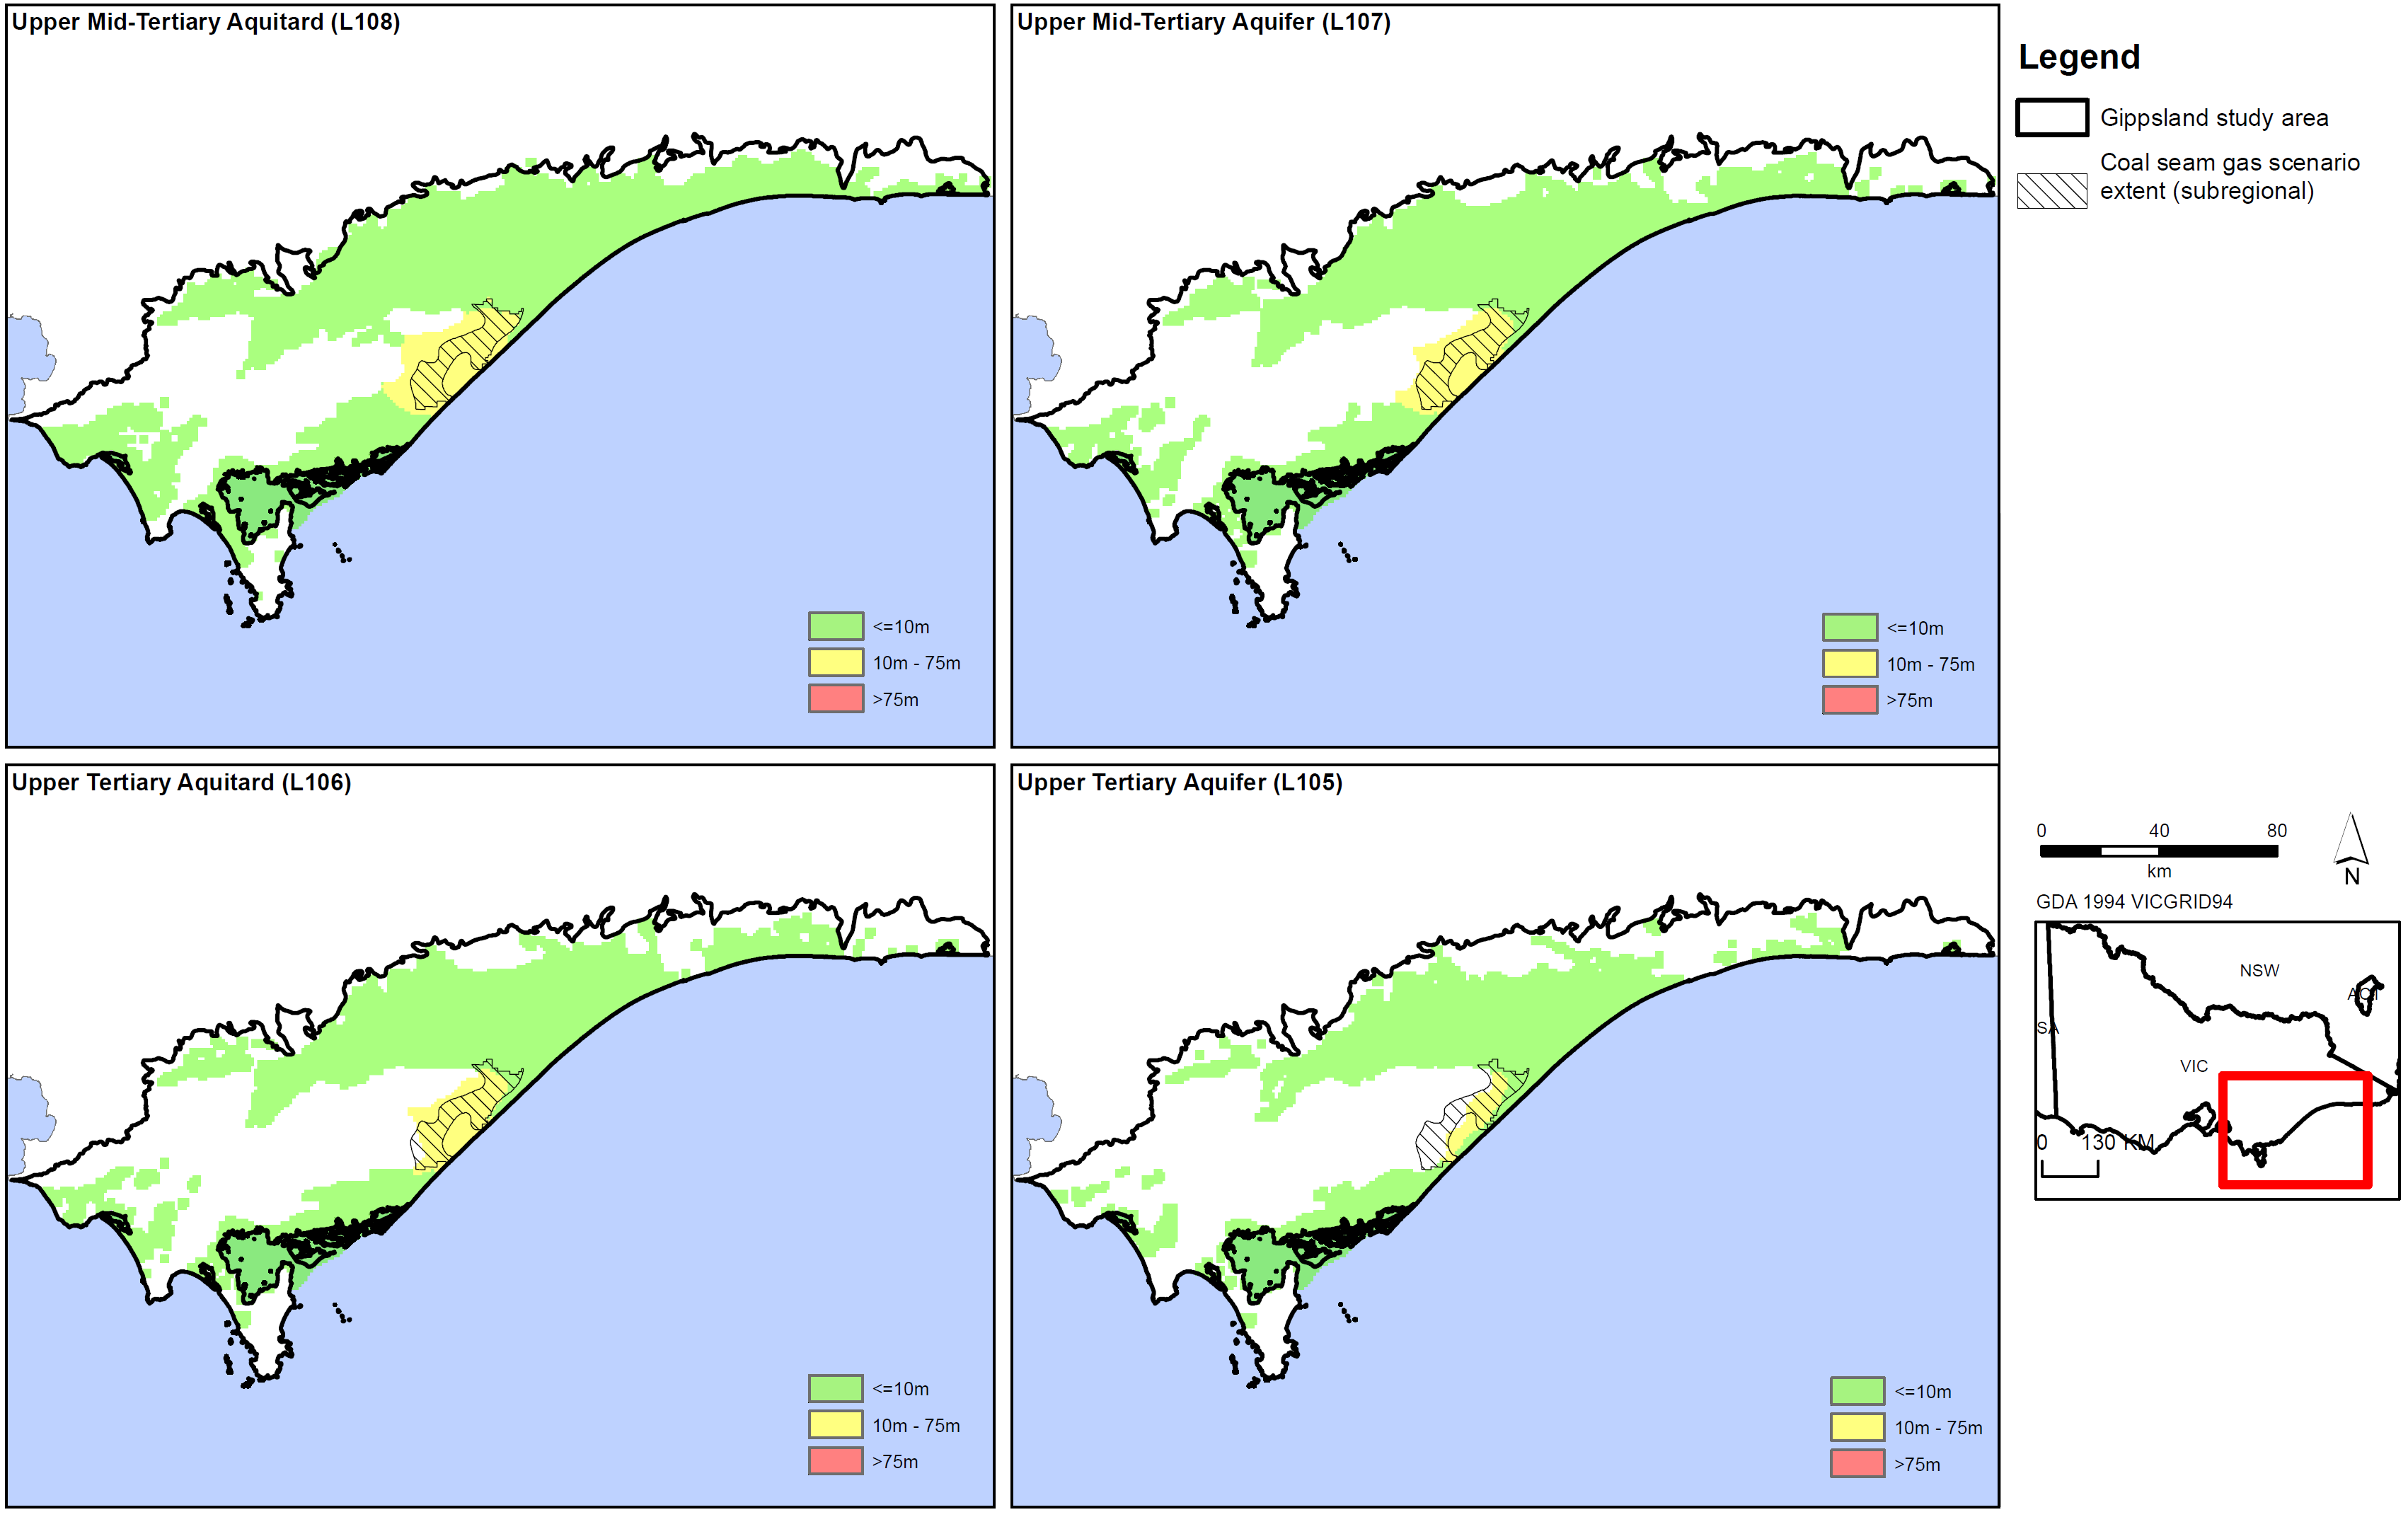 Upper Mid-Tertiary Aquitard (L108)
<=10m
10m - 75m
>75m
Upper Mid-Tertiary Aquifer (L107)
<=10m
10m - 75m
>75m
Legend
Gippsland study area
Coal seam gas scenario
extent (subregional)
Upper Tertiary Aquitard (L106)
<=10m
10m - 75m
>75m
Upper Tertiary Aquifer (L105)
<=10m
10m - 75m
>75m
0 40 80
km
N
GDA 1994 VICGRID94
NSW
ACT
SA
VIC
0 130 KM